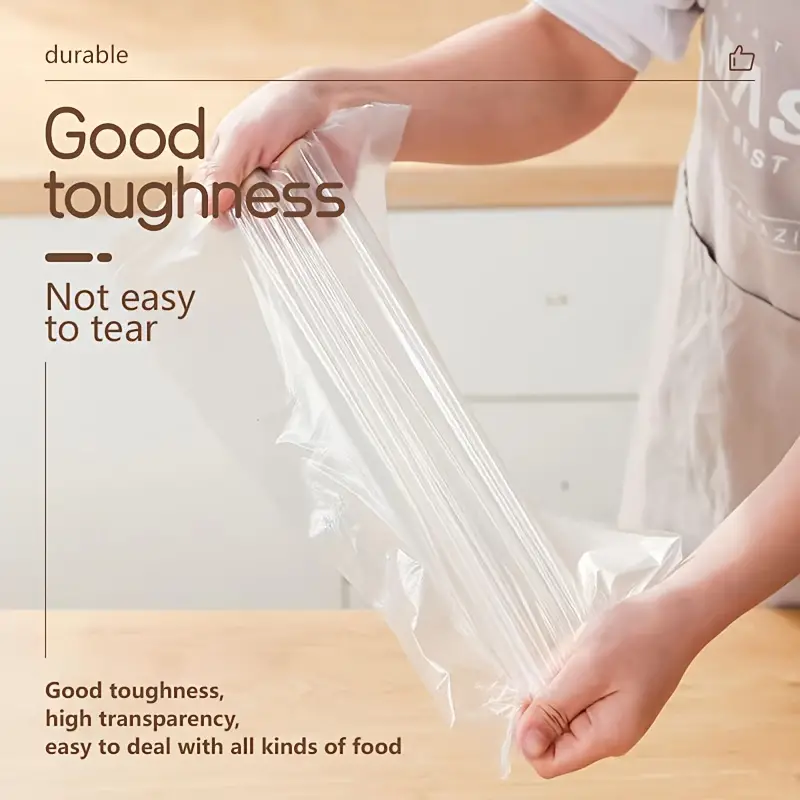 durable
Good
toughness
Not easy
to tear
Good toughness,
high transparency,
easy to deal with all kinds of food